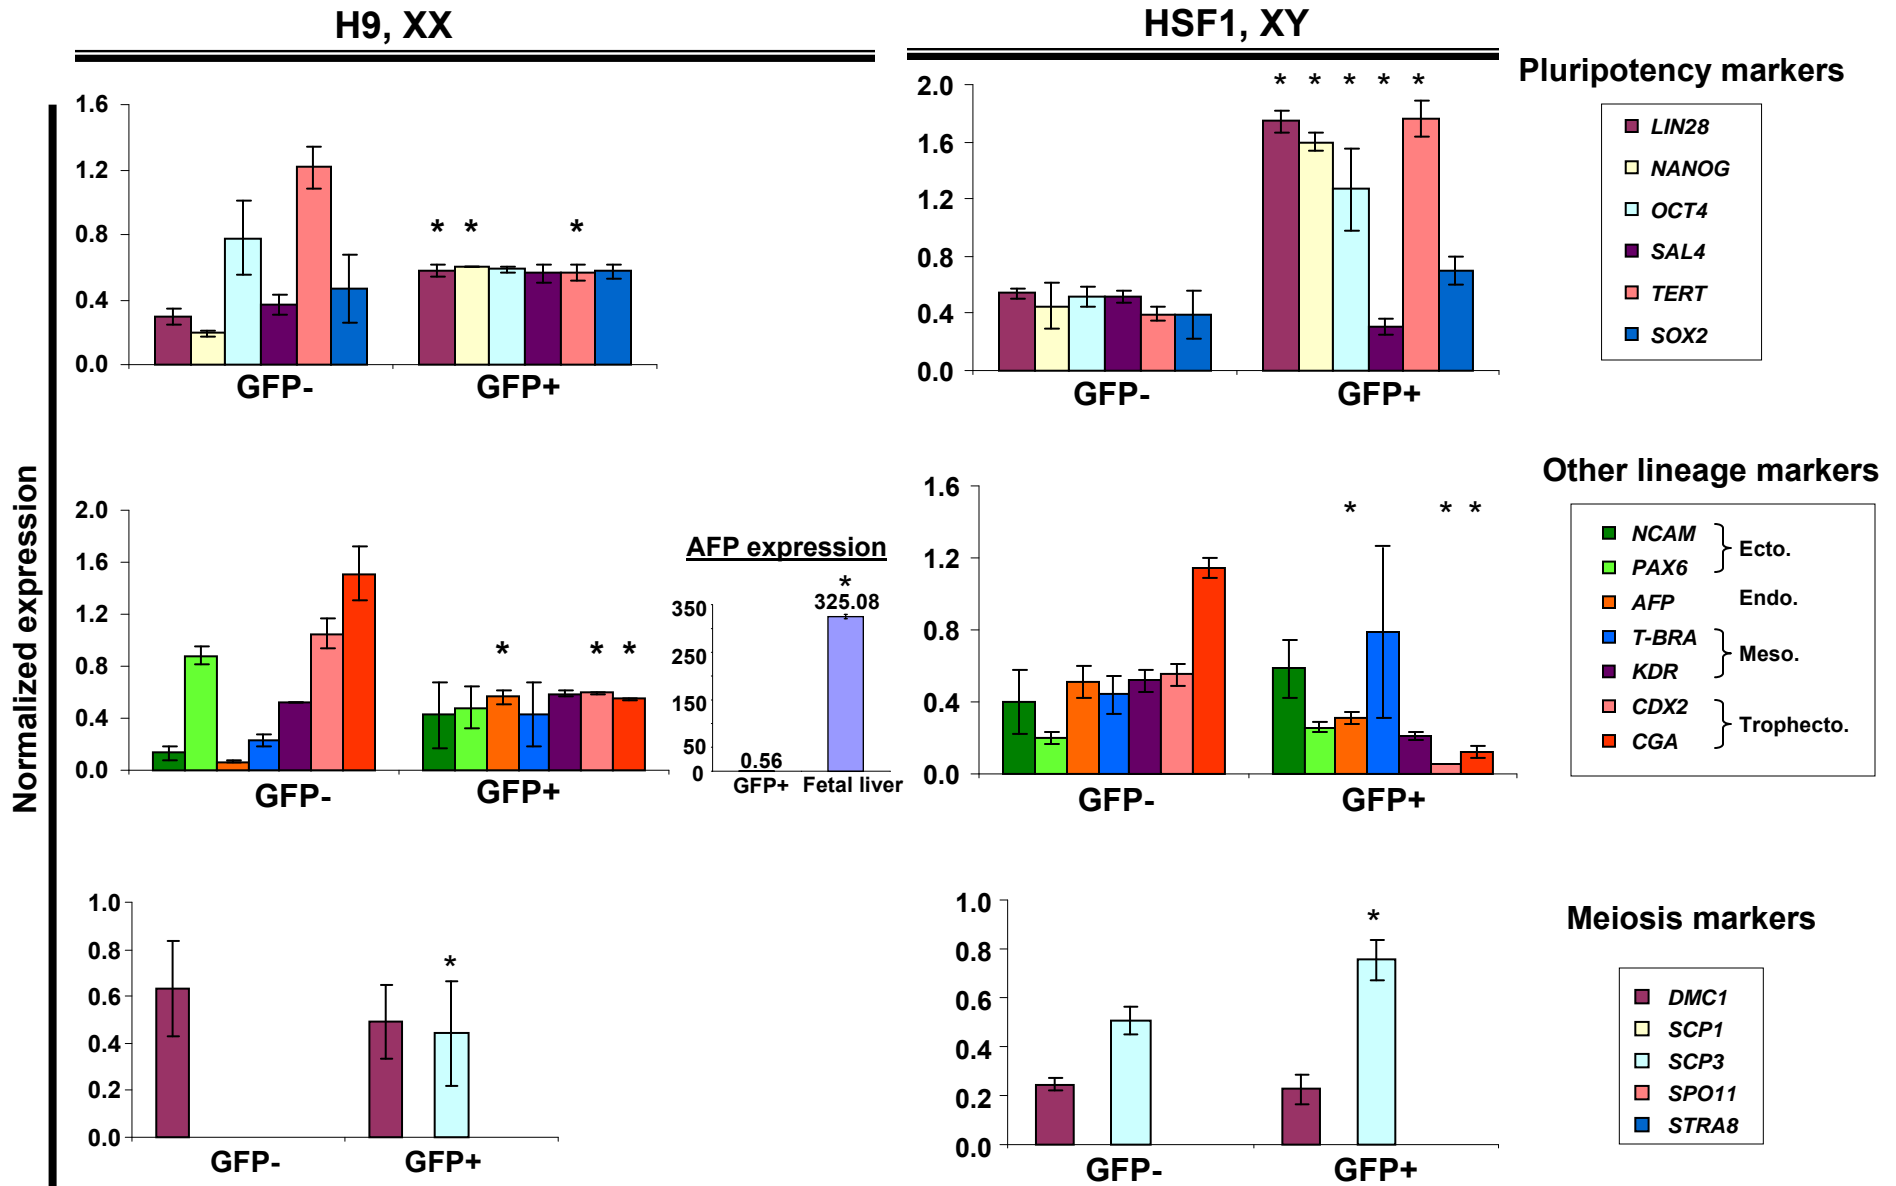 H9, XX
HSF1, XY
Normalized expression
1.6
1.2
0.8
0.4
0.0
* * *
GFP- GFP+
2.0
1.6
1.2
0.8
0.4
0.0
* * * * *
GFP- GFP+
Pluripotency markers
LIN28
NANOG
OCT4
SAL4
TERT
SOX2
2.0
1.6
1.2
0.8
0.4
0.0
* * *
GFP- GFP+
AFP expression
350
250
150
50
0
*
325.08
0.56
GFP+ Fetal liver
1.6
1.2
0.8
0.4
0.0
* * *
GFP- GFP+
Other lineage markers
NCAM
PAX6
Ecto.
AFP
Endo.
T-BRA
KDR
Meso.
CDX2
CGA
Trophecto.
1.0
0.8
0.6
0.4
0.2
0.0
*
GFP- GFP+
1.0
0.8
0.6
0.4
0.2
0.0
*
GFP- GFP+
Meiosis markers
DMC1
SCP1
SCP3
SPO11
STRA8